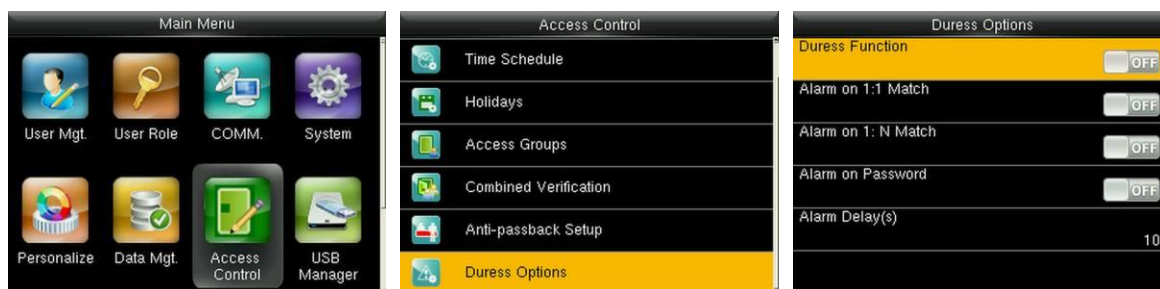 Main Menu
User Mgt.
User Role
COMM.
System
Personalize
Data Mgt.
Access
Control
USB
Manager
Access Control
Time Schedule
Holidays
Access Groups
Combined Verification
Anti-passback Setup
Duress Options
Duress Options
Duress Function
OFF
Alarm on 1:1 Match
OFF
Alarm on 1: N Match
OFF
Alarm on Password
OFF
Alarm Delay(s)
10